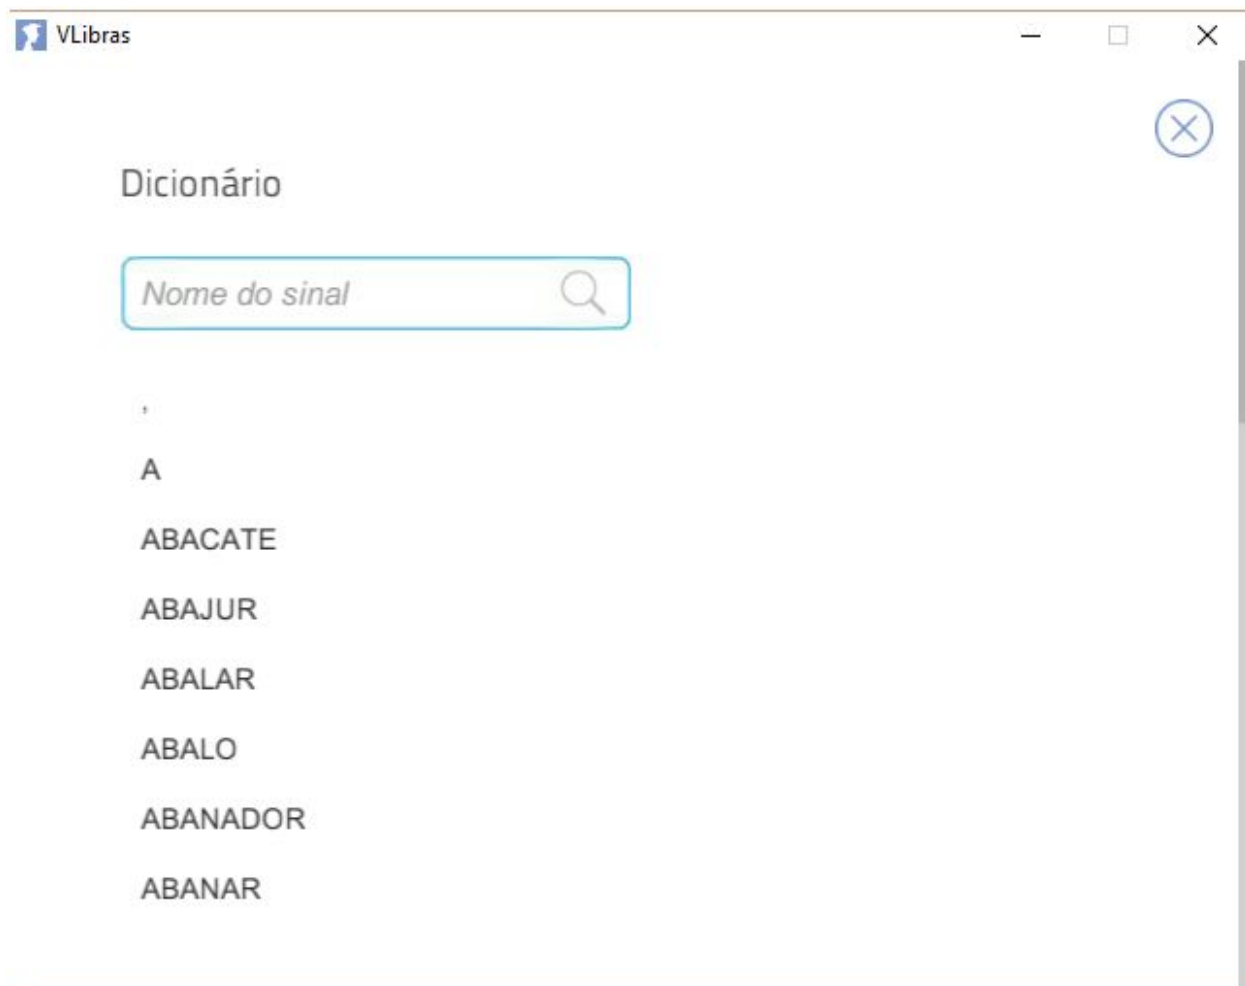 VLibras
Dicionário
Nome do sinal
,
A
ABACATE
ABAJUR
ABALAR
ABALO
ABANADOR
ABANAR